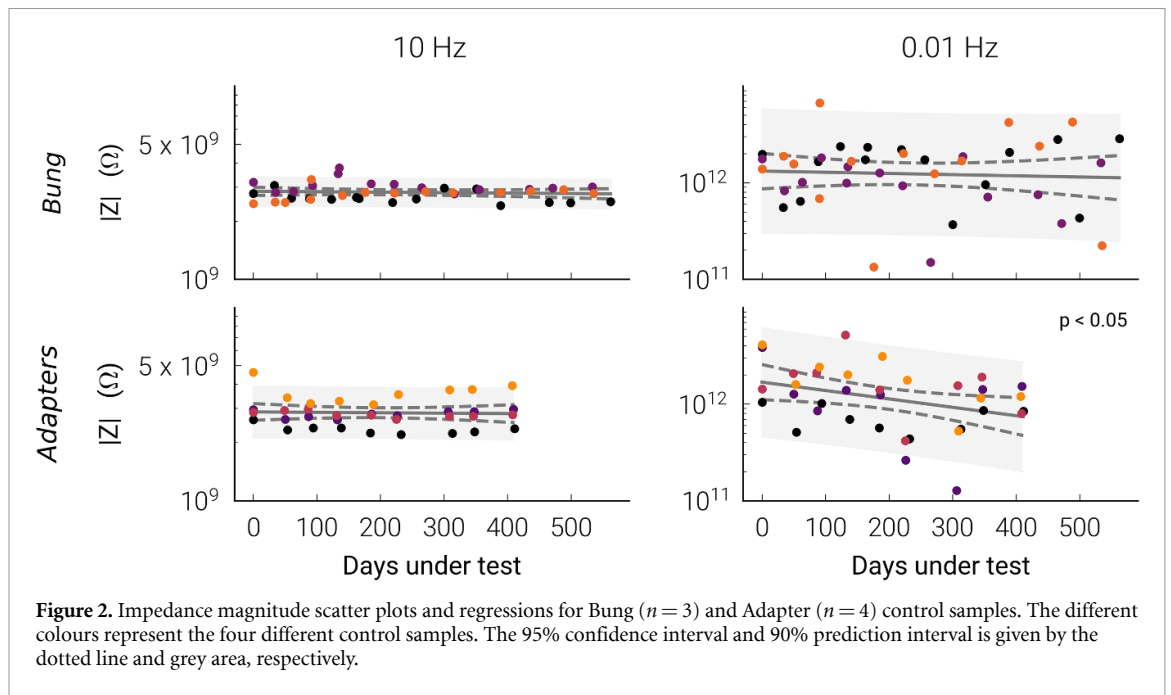 10 Hz
0.01 Hz
Bung
|Z| (Ω)
5 x 10⁹
10⁹
10¹²
10¹¹
Adapters
|Z| (Ω)
5 x 10⁹
10⁹
p < 0.05
10¹²
10¹¹
0 100 200 300 400 500
0 100 200 300 400 500
Days under test
Days under test
Figure 2. Impedance magnitude scatter plots and regressions for Bung (n = 3) and Adapter (n = 4) control samples. The different
colours represent the four different control samples. The 95% confidence interval and 90% prediction interval is given by the
dotted line and grey area, respectively.